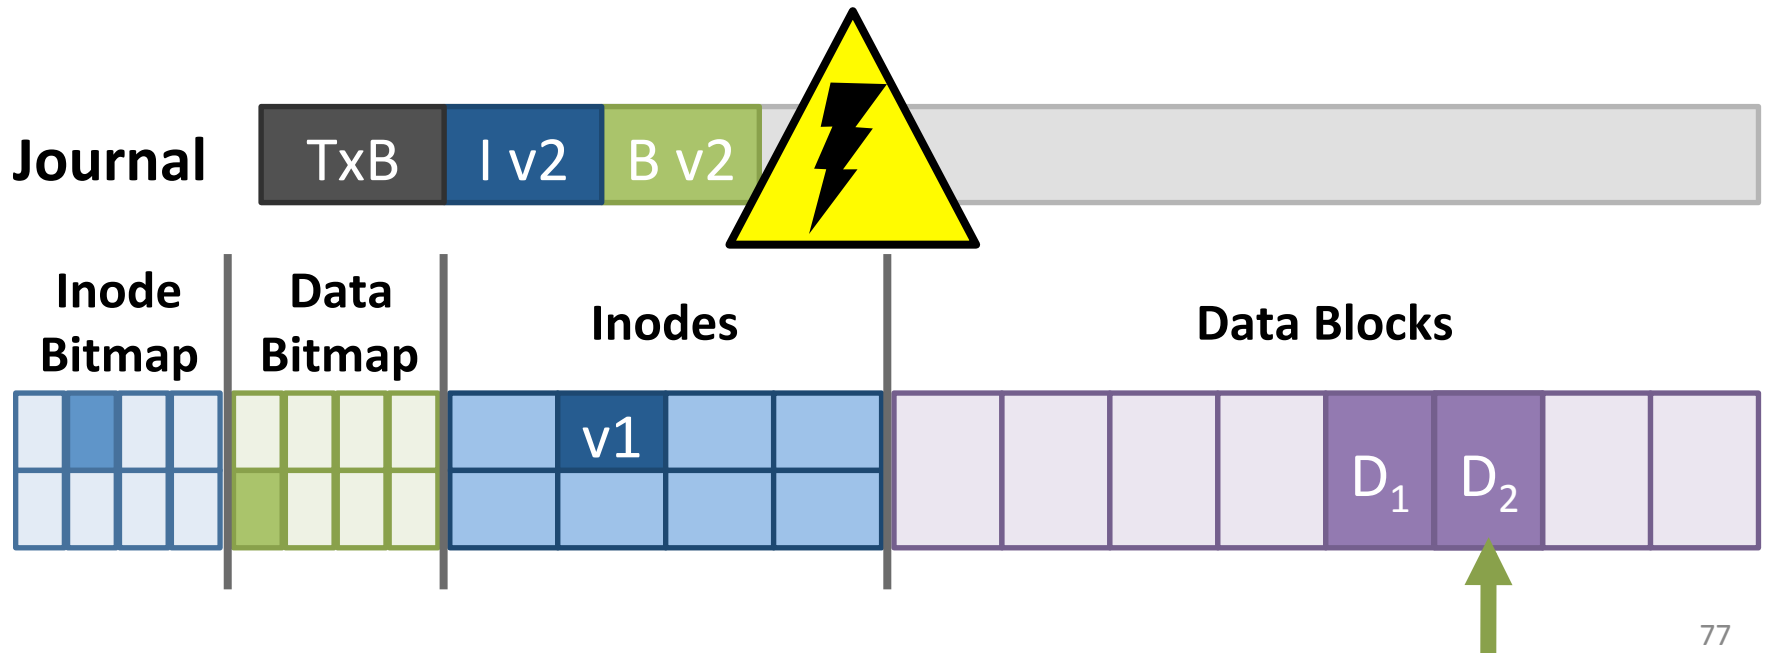 Journal
TxB
I v2
B v2
Inode
Bitmap
Data
Bitmap
Inodes
Data Blocks
v1
D₁
D₂
77